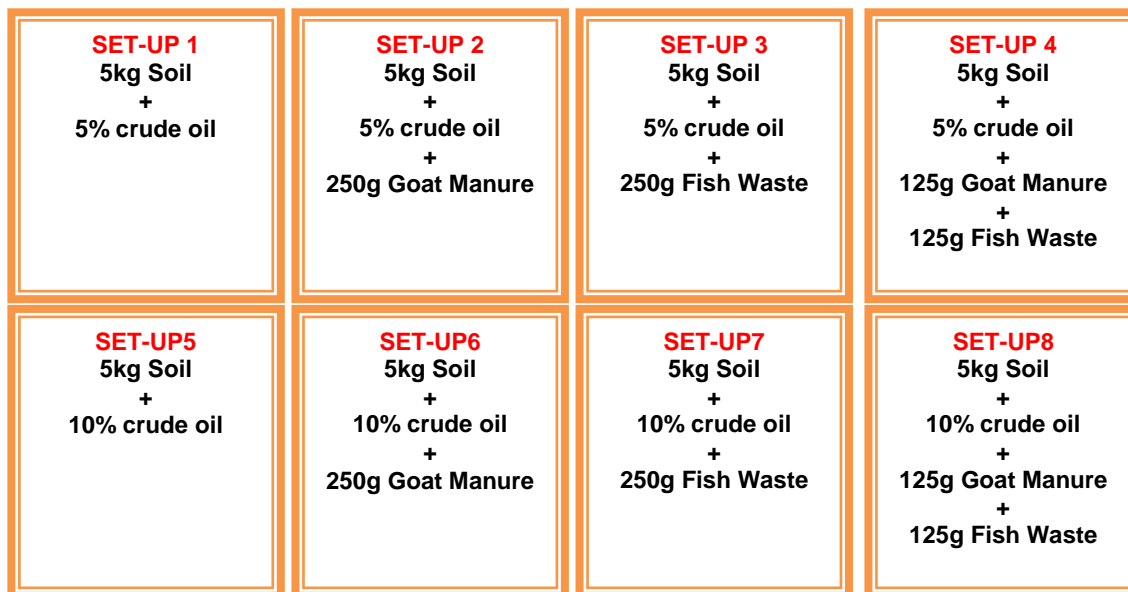 SET-UP 1
5kg Soil
+
5% crude oil
SET-UP 2
5kg Soil
+
5% crude oil
+
250g Goat Manure
SET-UP 3
5kg Soil
+
5% crude oil
+
250g Fish Waste
SET-UP 4
5kg Soil
+
5% crude oil
+
125g Goat Manure
+
125g Fish Waste
SET-UP5
5kg Soil
+
10% crude oil
SET-UP6
5kg Soil
+
10% crude oil
+
250g Goat Manure
SET-UP7
5kg Soil
+
10% crude oil
+
250g Fish Waste
SET-UP8
5kg Soil
+
10% crude oil
+
125g Goat Manure
+
125g Fish Waste